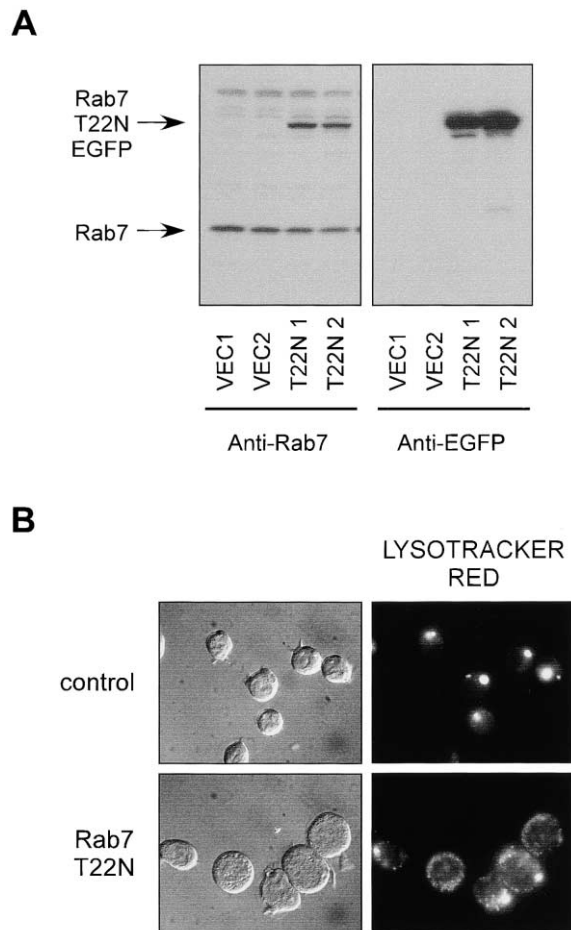 A
Rab7
T22N
EGFP
Rab7
VEC1
VEC2
T22N 1
T22N 2
VEC1
VEC2
T22N 1
T22N 2
Anti-Rab7
Anti-EGFP
B
LYSOTRACKER
RED
control
Rab7
T22N